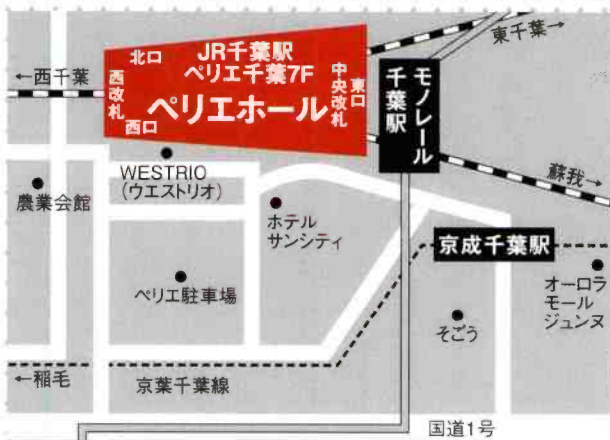 東千葉→
JR千葉駅
ペリエ千葉7F
ペリエホール
北口
西改札
西口
中央改札
東口
←西千葉
モノレール
千葉駅
蘇我→
WESTRIO
(ウエストリオ)
農業会館
ホテル
サンシティ
京成千葉駅
ペリエ駐車場
そごう
オーロラ
モール
ジュンヌ
←稲毛
京葉千葉線
国道1号